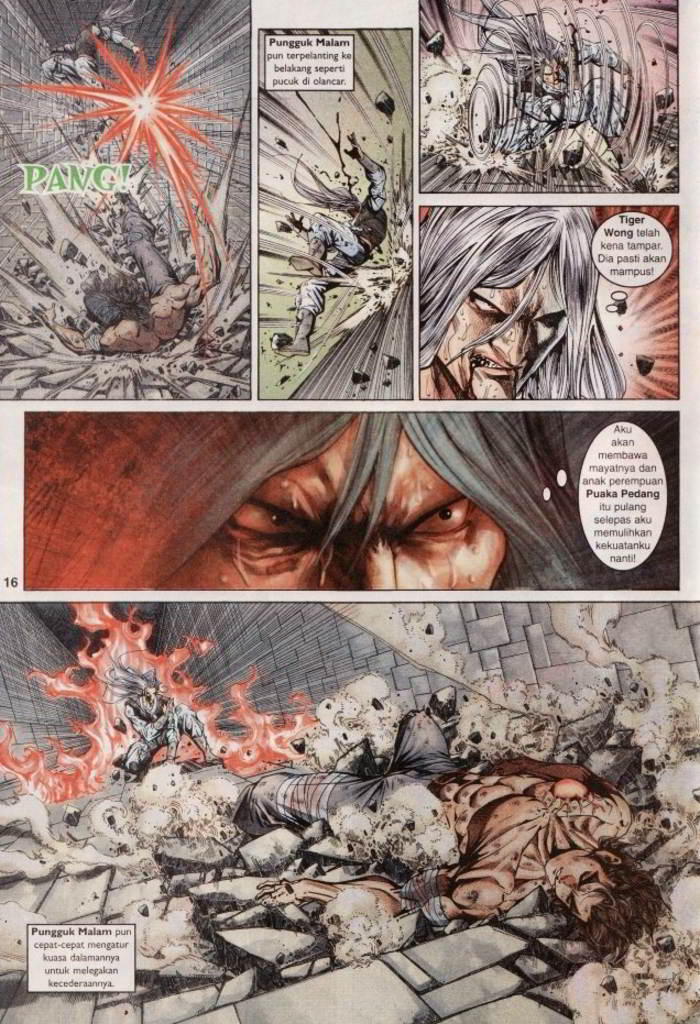 PANG!
Pungguk Malam
pun terpelanting ke
belakang seperti
pucuk di olancar.
Tiger
Wong telah
kena tampar.
Dia pasti akan
mampus!
Aku
akan
membawa
mayatnya dan
anak perempuan
Puaka Pedang
itu pulang
selepas aku
memulihkan
kekuatanku
nanti!
16
Pungguk Malam pun
cepat-cepat mengatur
kuasa dalamannya
untuk melegakan
kecederaannya.